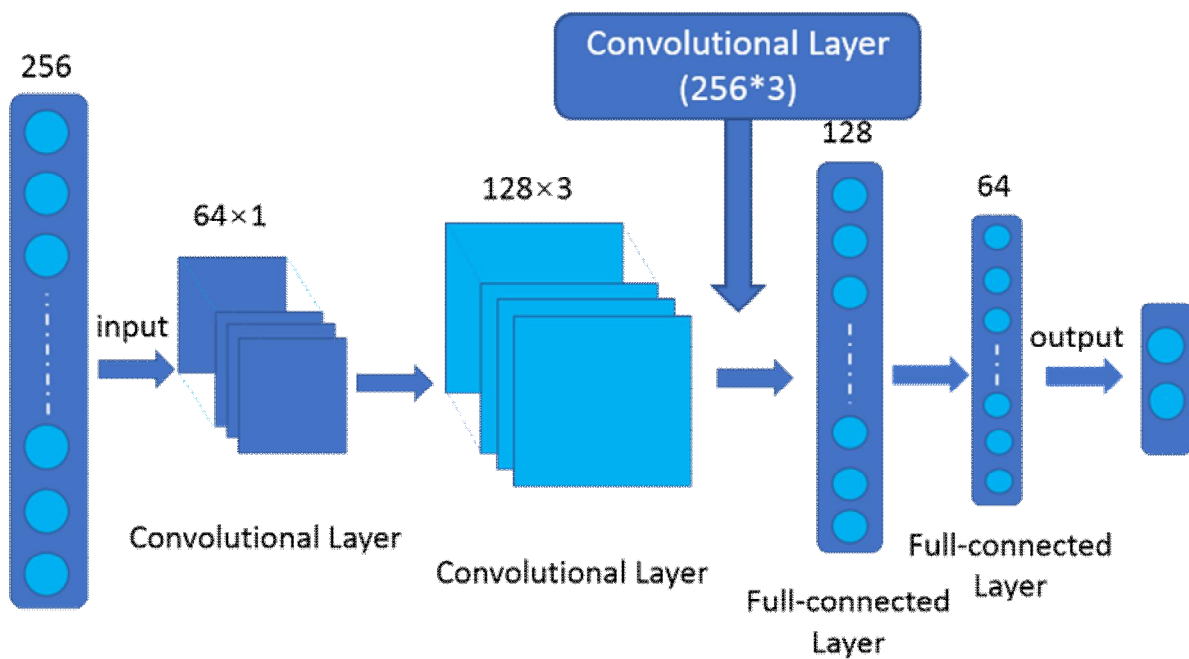 Convolutional Layer
(256*3)
256
128
64
128×3
64×1
input
output
Convolutional Layer
Convolutional Layer
Full-connected
Layer
Full-connected
Layer